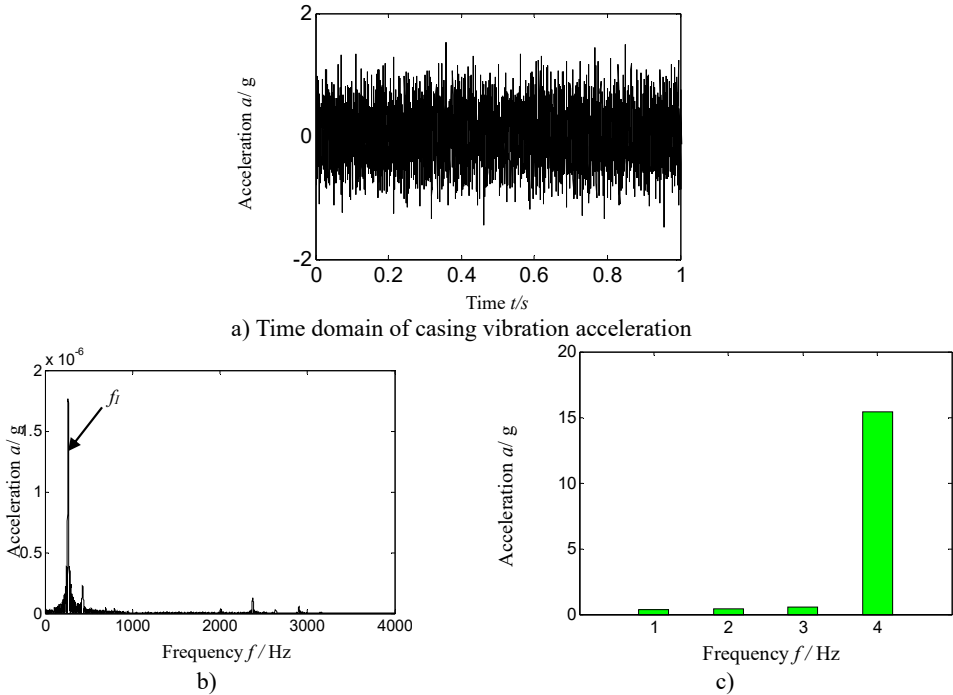 2
0
-2
Acceleration a/ g
0 0.2 0.4 0.6 0.8 1
Time t/s
a) Time domain of casing vibration acceleration
x 10 -6
2
1.5
1
0.5
0
Acceleration a/ g
fI
0 1000 2000 3000 4000
Frequency f / Hz
b)
20
15
10
5
0
Acceleration a/ g
1 2 3 4
Frequency f / Hz
c)